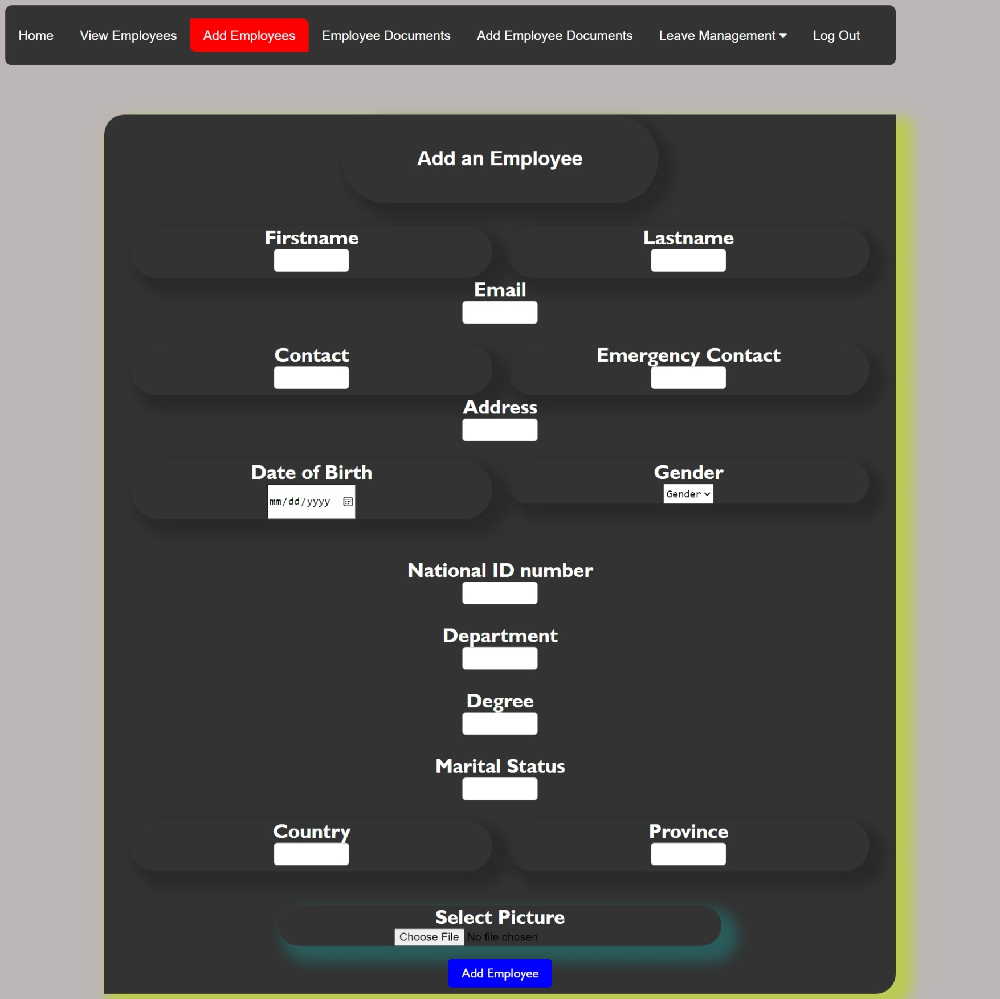 Home View Employees Add Employees Employee Documents Add Employee Documents Leave Management Log Out
Add an Employee
Firstname Lastname
Email
Contact Emergency Contact
Address
Date of Birth Gender
mm/dd/yyyy Gender
National ID number
Department
Degree
Marital Status
Country Province
Select Picture
Choose File No file chosen
Add Employee